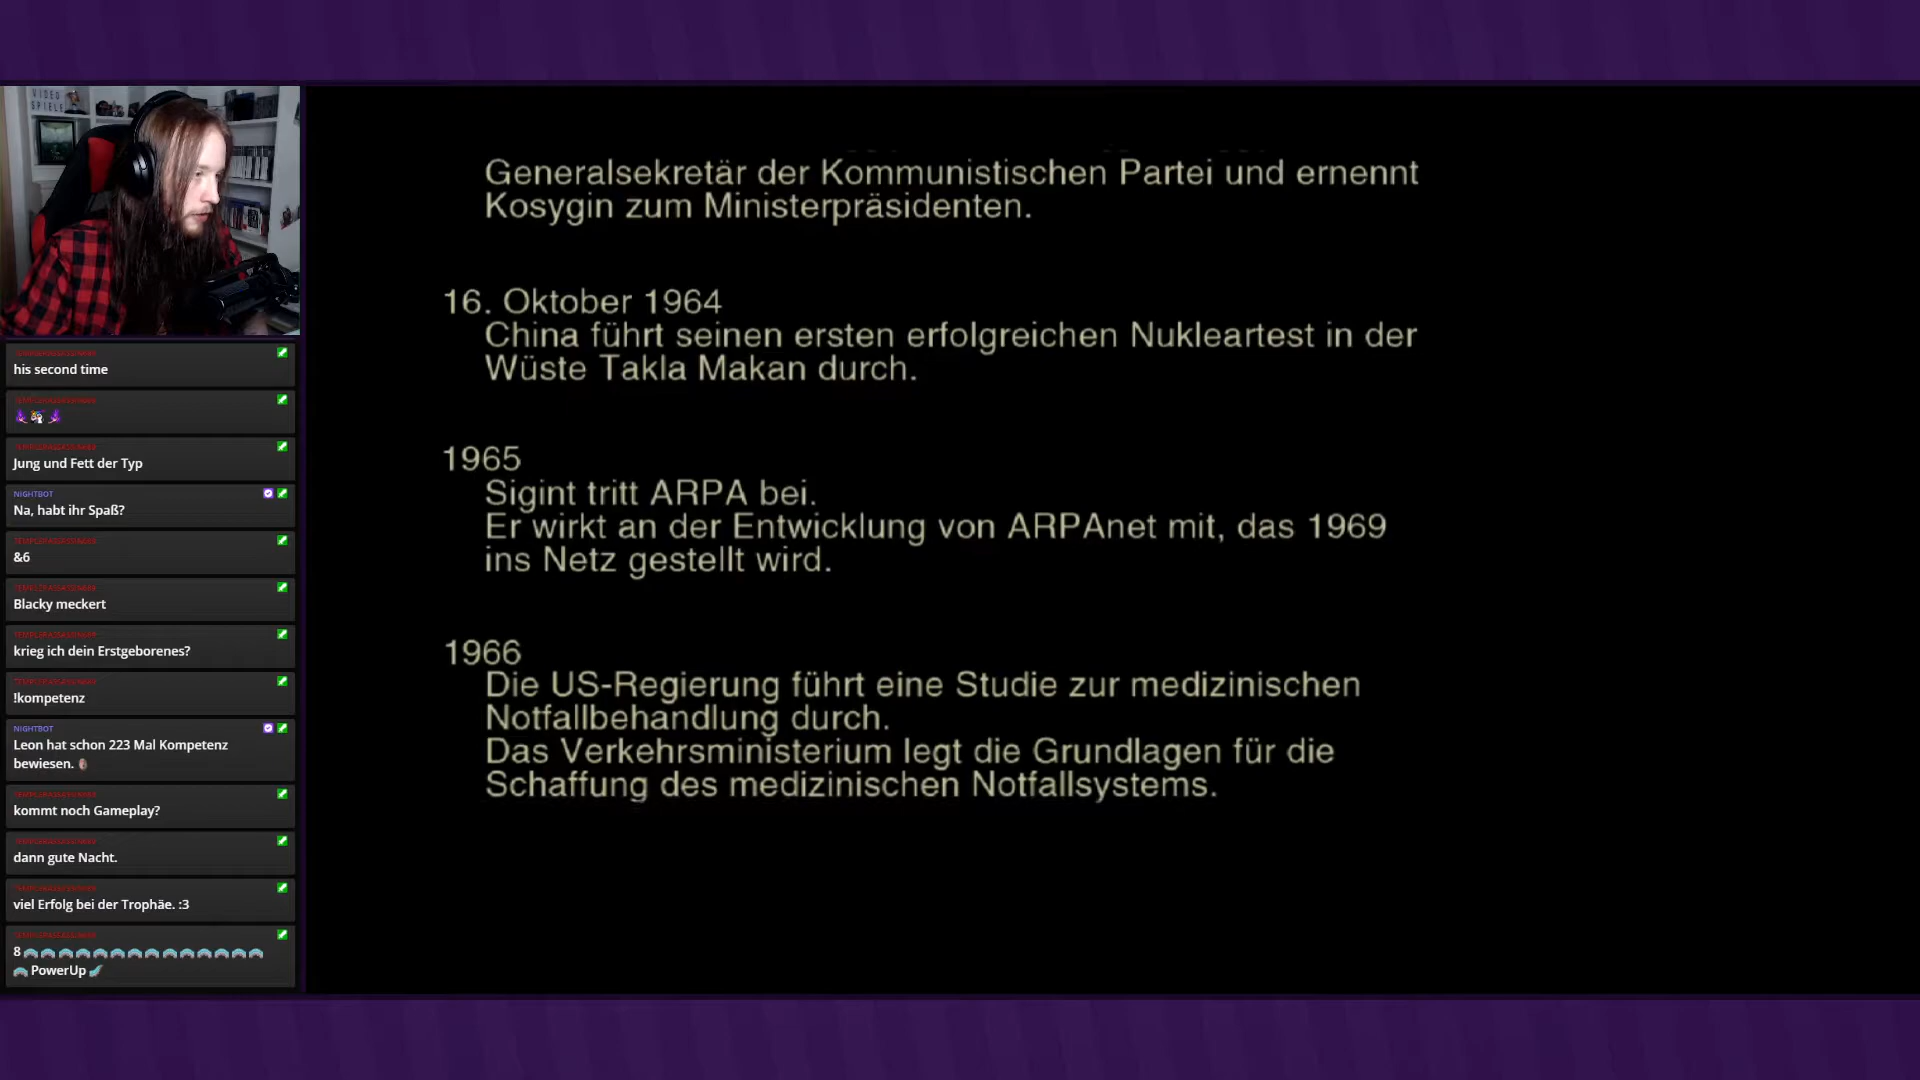 VIDEO
SPIELE
Generalsekretär der Kommunistischen Partei und ernennt
Kosygin zum Ministerpräsidenten.
16. Oktober 1964
China führt seinen ersten erfolgreichen Nukleartest in der
Wüste Takla Makan durch.
1965
Sigint tritt ARPA bei.
Er wirkt an der Entwicklung von ARPAnet mit, das 1969
ins Netz gestellt wird.
1966
Die US-Regierung führt eine Studie zur medizinischen
Notfallbehandlung durch.
Das Verkehrsministerium legt die Grundlagen für die
Schaffung des medizinischen Notfallsystems.
his second time
Jung und Fett der Typ
NIGHTBOT
Na, habt ihr Spaß?
&6
Blacky meckert
krieg ich dein Erstgeborenes?
!kompetenz
NIGHTBOT
Leon hat schon 223 Mal Kompetenz
bewiesen.
kommt noch Gameplay?
dann gute Nacht.
viel Erfolg bei der Trophäe. :3
8
PowerUp